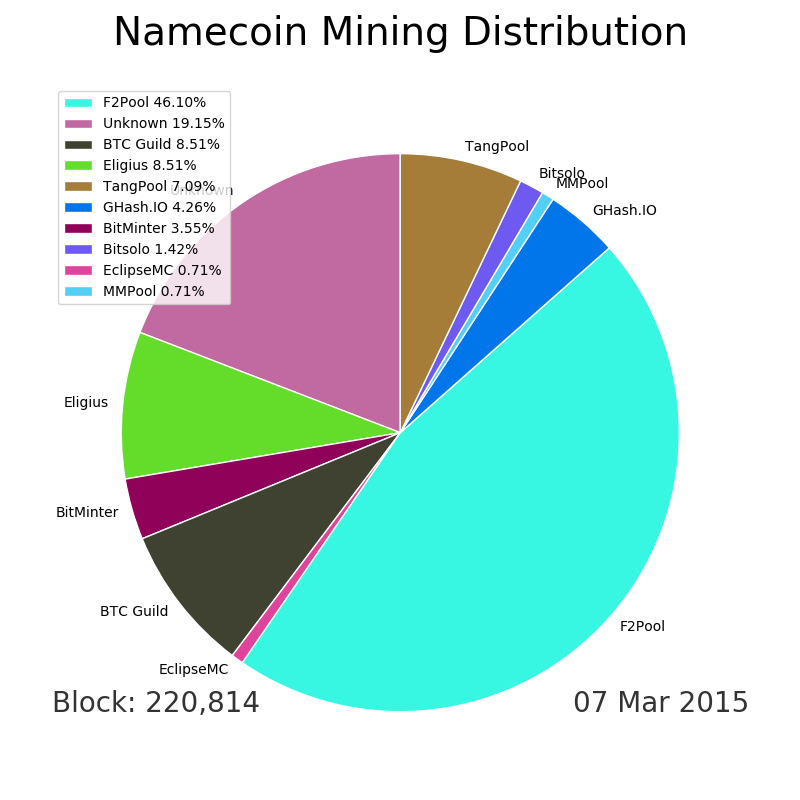 Namecoin Mining Distribution
F2Pool 46.10%
Unknown 19.15%
BTC Guild 8.51%
Eligius 8.51%
TangPool 7.09%
GHash.IO 4.26%
BitMinter 3.55%
Bitsolo 1.42%
EclipseMC 0.71%
MMPool 0.71%
Unknown
TangPool
Bitsolo
MMPool
GHash.IO
Eligius
BitMinter
BTC Guild
F2Pool
EclipseMC
Block: 220,814
07 Mar 2015